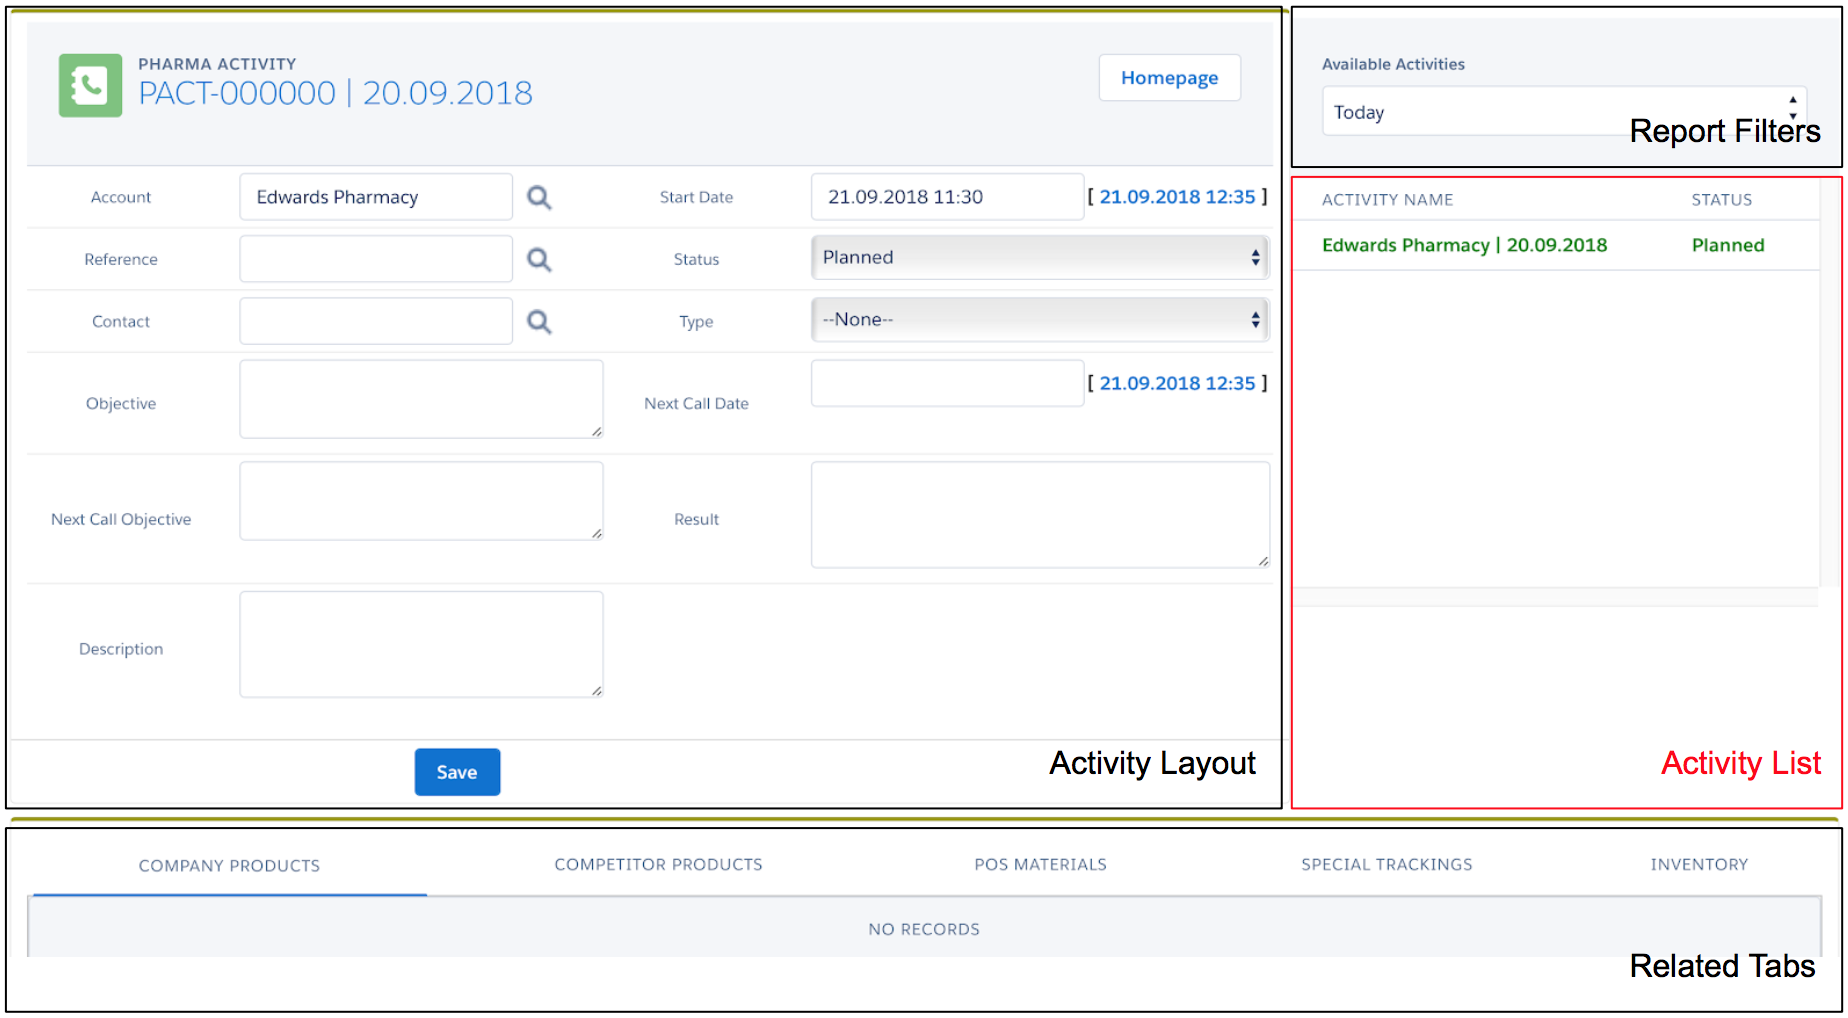 PHARMA ACTIVITY
PACT-000000 | 20.09.2018
Homepage
Account
Edwards Pharmacy
Start Date
21.09.2018 11:30
[ 21.09.2018 12:35 ]
Reference
Status
Planned
Contact
Type
--None--
Objective
Next Call Date
[ 21.09.2018 12:35 ]
Next Call Objective
Result
Description
Save
Activity Layout
Available Activities
Today
Report Filters
ACTIVITY NAME
STATUS
Edwards Pharmacy | 20.09.2018
Planned
Activity List
COMPANY PRODUCTS
COMPETITOR PRODUCTS
POS MATERIALS
SPECIAL TRACKINGS
INVENTORY
NO RECORDS
Related Tabs